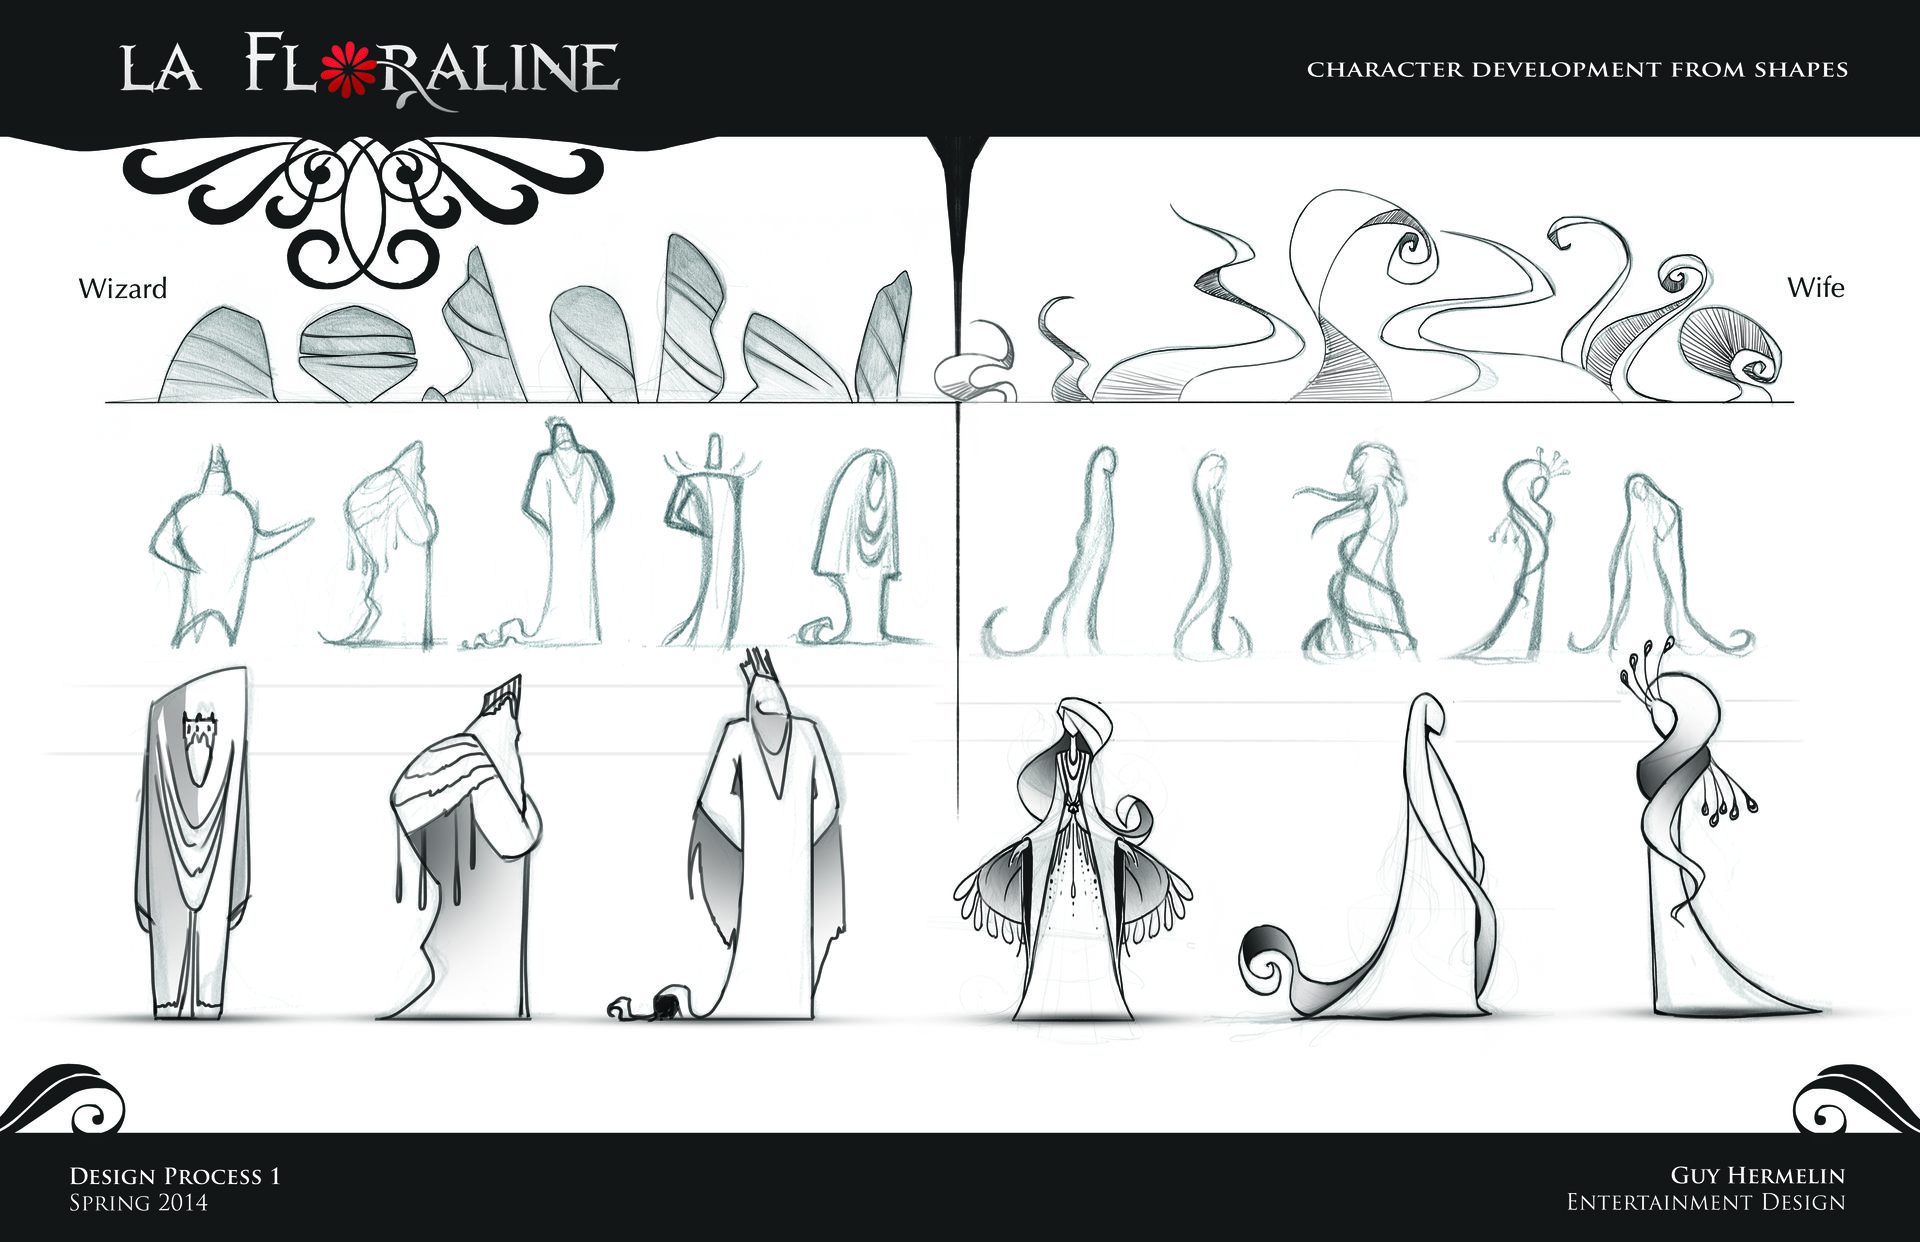 LA FLORALINE
CHARACTER DEVELOPMENT FROM SHAPES
Wizard
Wife
DESIGN PROCESS 1
SPRING 2014
GUY HERMELIN
ENTERTAINMENT DESIGN